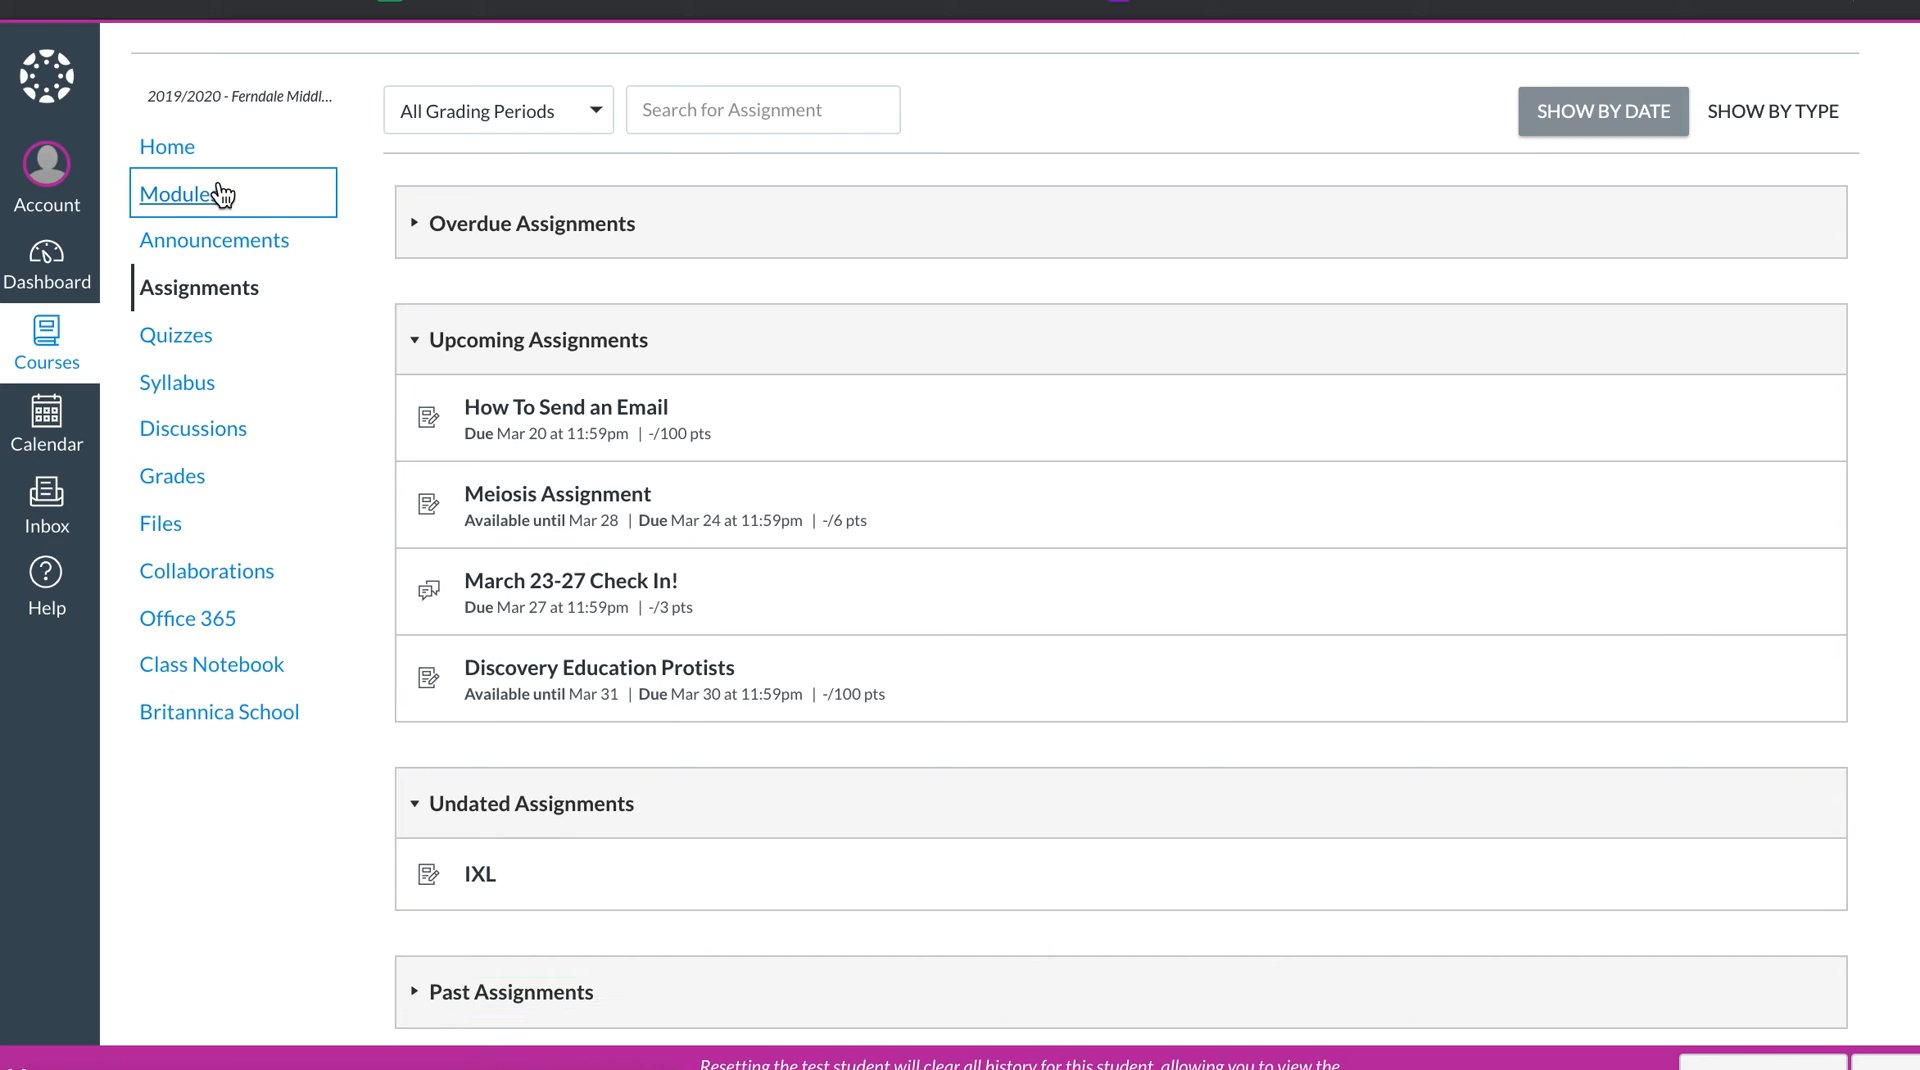 Account
Dashboard
Courses
Calendar
Inbox
Help
2019/2020 - Ferndale Middl...
Home
Modules
Announcements
Assignments
Quizzes
Syllabus
Discussions
Grades
Files
Collaborations
Office 365
Class Notebook
Britannica School
All Grading Periods
Search for Assignment
SHOW BY DATE
SHOW BY TYPE
Overdue Assignments
Upcoming Assignments
How To Send an Email
Due Mar 20 at 11:59pm | -/100 pts
Meiosis Assignment
Available until Mar 28 | Due Mar 24 at 11:59pm | -/6 pts
March 23-27 Check In!
Due Mar 27 at 11:59pm | -/3 pts
Discovery Education Protists
Available until Mar 31 | Due Mar 30 at 11:59pm | -/100 pts
Undated Assignments
IXL
Past Assignments
Resetting the test student will clear all history for this student, allowing you to view the